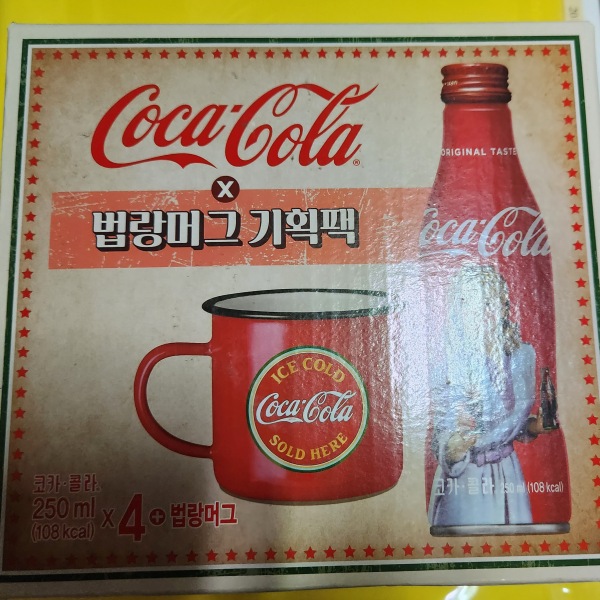 Coca-Cola®
X
법랑머그 기획팩
ORIGINAL TASTE
Coca-Cola
ICE COLD
Coca-Cola
SOLD HERE
코카·콜라. 250 ml (108 kcal)
코카·콜라.
250 ml
(108 kcal)
x 4 + 법랑머그